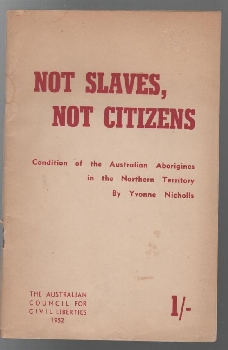 NOT SLAVES,
NOT CITIZENS
Condition of the Australian Aborigines
in the Northern Territory
By Yvonne Nicholls
THE AUSTRALIAN
COUNCIL FOR
CIVIL LIBERTIES
1952
1/-